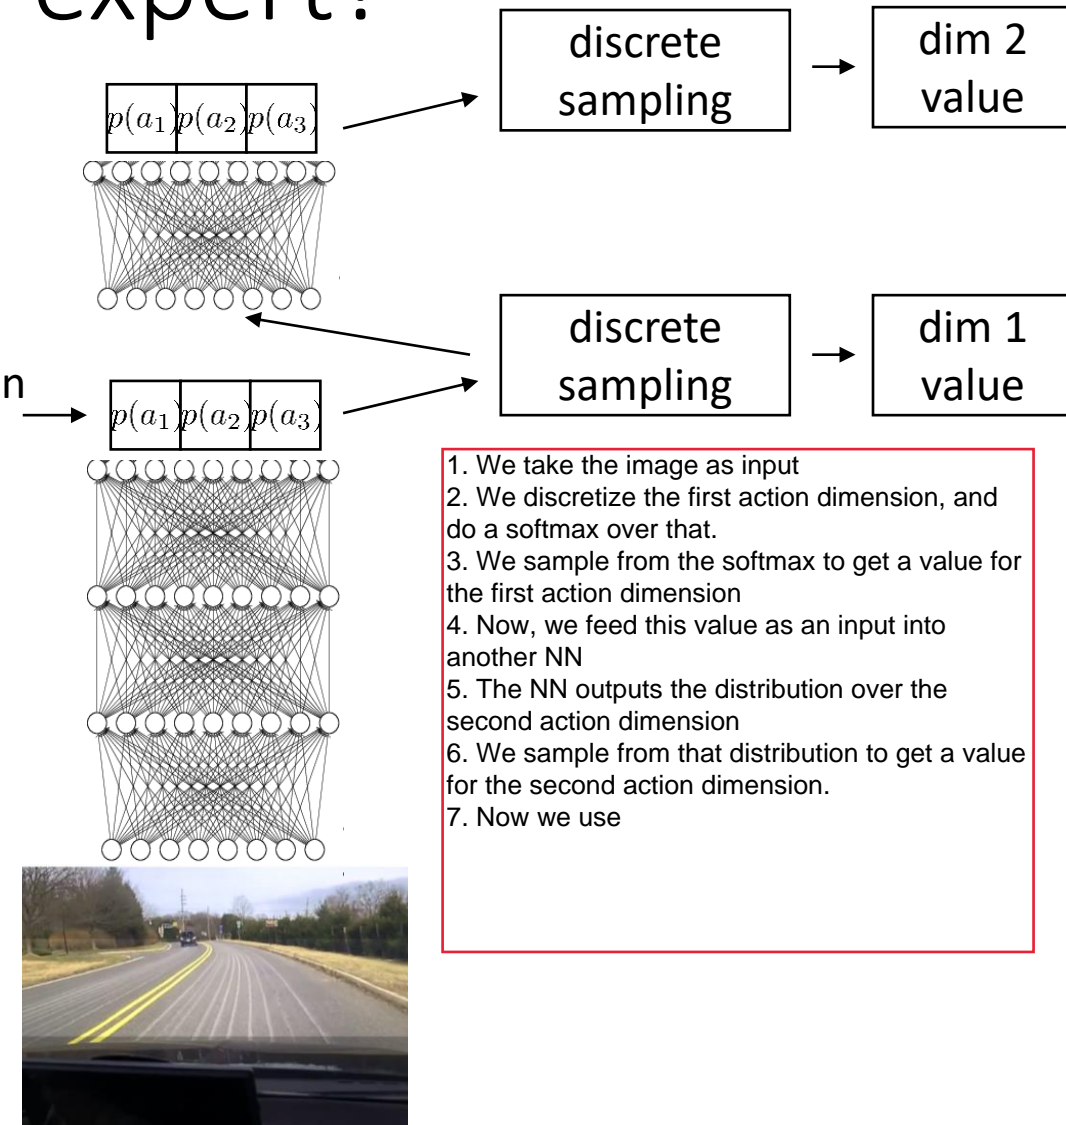 expert?
discrete
sampling
dim 2
value
p(a₁) p(a₂) p(a₃)
discrete
sampling
dim 1
value
n
p(a₁) p(a₂) p(a₃)
1. We take the image as input
2. We discretize the first action dimension, and
do a softmax over that.
3. We sample from the softmax to get a value for
the first action dimension
4. Now, we feed this value as an input into
another NN
5. The NN outputs the distribution over the
second action dimension
6. We sample from that distribution to get a value
for the second action dimension.
7. Now we use